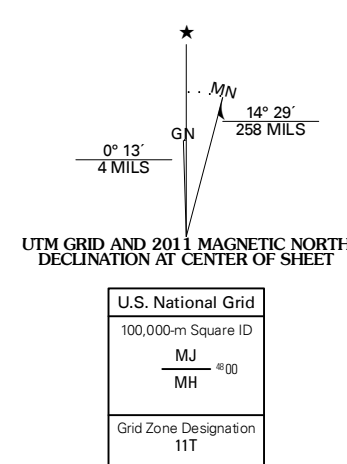 ★
MN
14° 29´
258 MILS
GN
0° 13´
4 MILS
UTM GRID AND 2011 MAGNETIC NORTH
DECLINATION AT CENTER OF SHEET
U.S. National Grid
100,000-m Square ID
MJ
4800
MH
Grid Zone Designation
11T